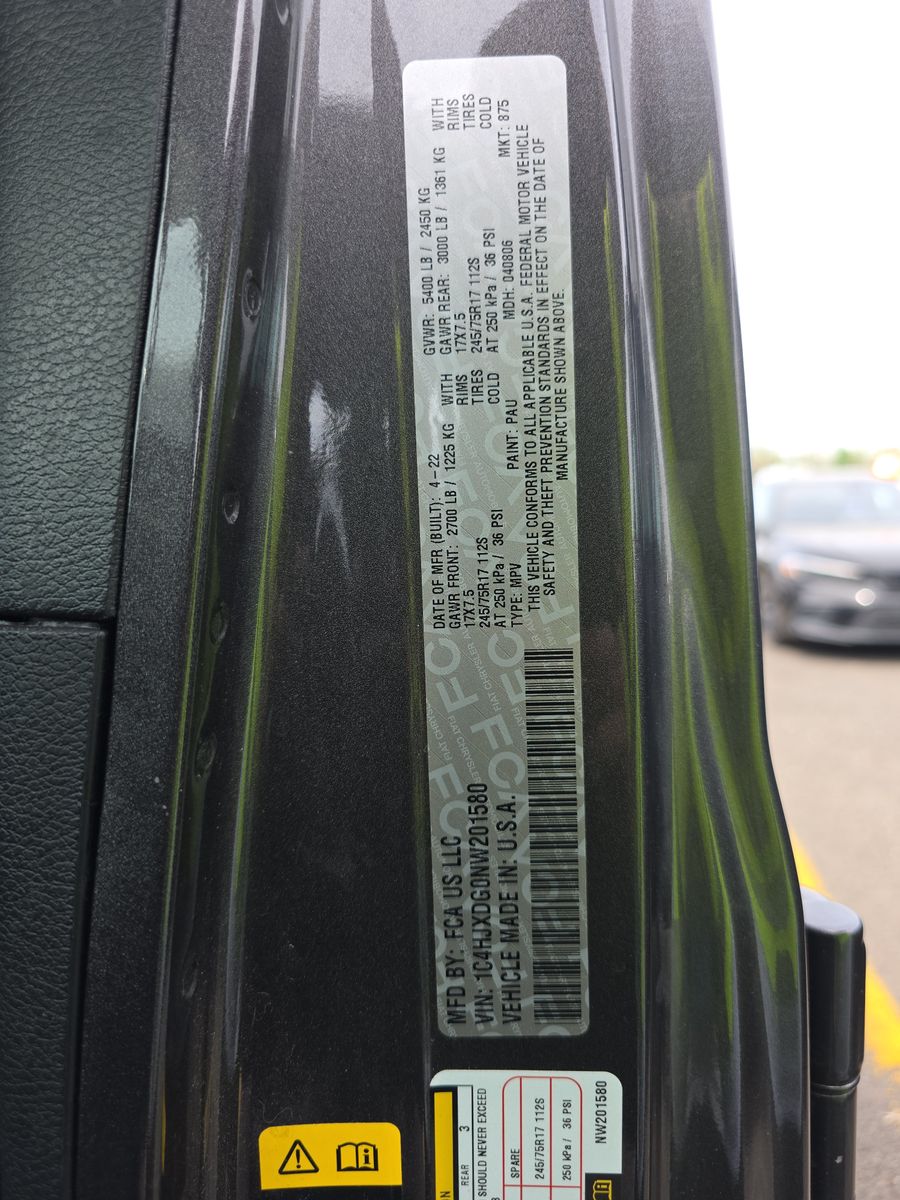 MFD BY: FCA US LLC
VIN: 1C4HJXDG0NW201580
VEHICLE MADE IN: U.S.A.
DATE OF MFR (BUILT): 4-22 GVWR: 5400 LB / 2450 KG
GAWR FRONT: 2700 LB / 1225 KG WITH GAWR REAR: 3000 LB / 1361 KG WITH
17X7.5 RIMS 17X7.5 RIMS
245/75R17 112S TIRES 245/75R17 112S TIRES
AT 250 kPa / 36 PSI COLD AT 250 kPa / 36 PSI COLD
TYPE: MPV PAINT: PAU MDH: 040806 MKT: 875
THIS VEHICLE CONFORMS TO ALL APPLICABLE U.S.A. FEDERAL MOTOR VEHICLE
SAFETY AND THEFT PREVENTION STANDARDS IN EFFECT ON THE DATE OF
MANUFACTURE SHOWN ABOVE.
REAR 3
SHOULD NEVER EXCEED
SPARE
245/75R17 112S
250 kPa / 36 PSI
NW201580